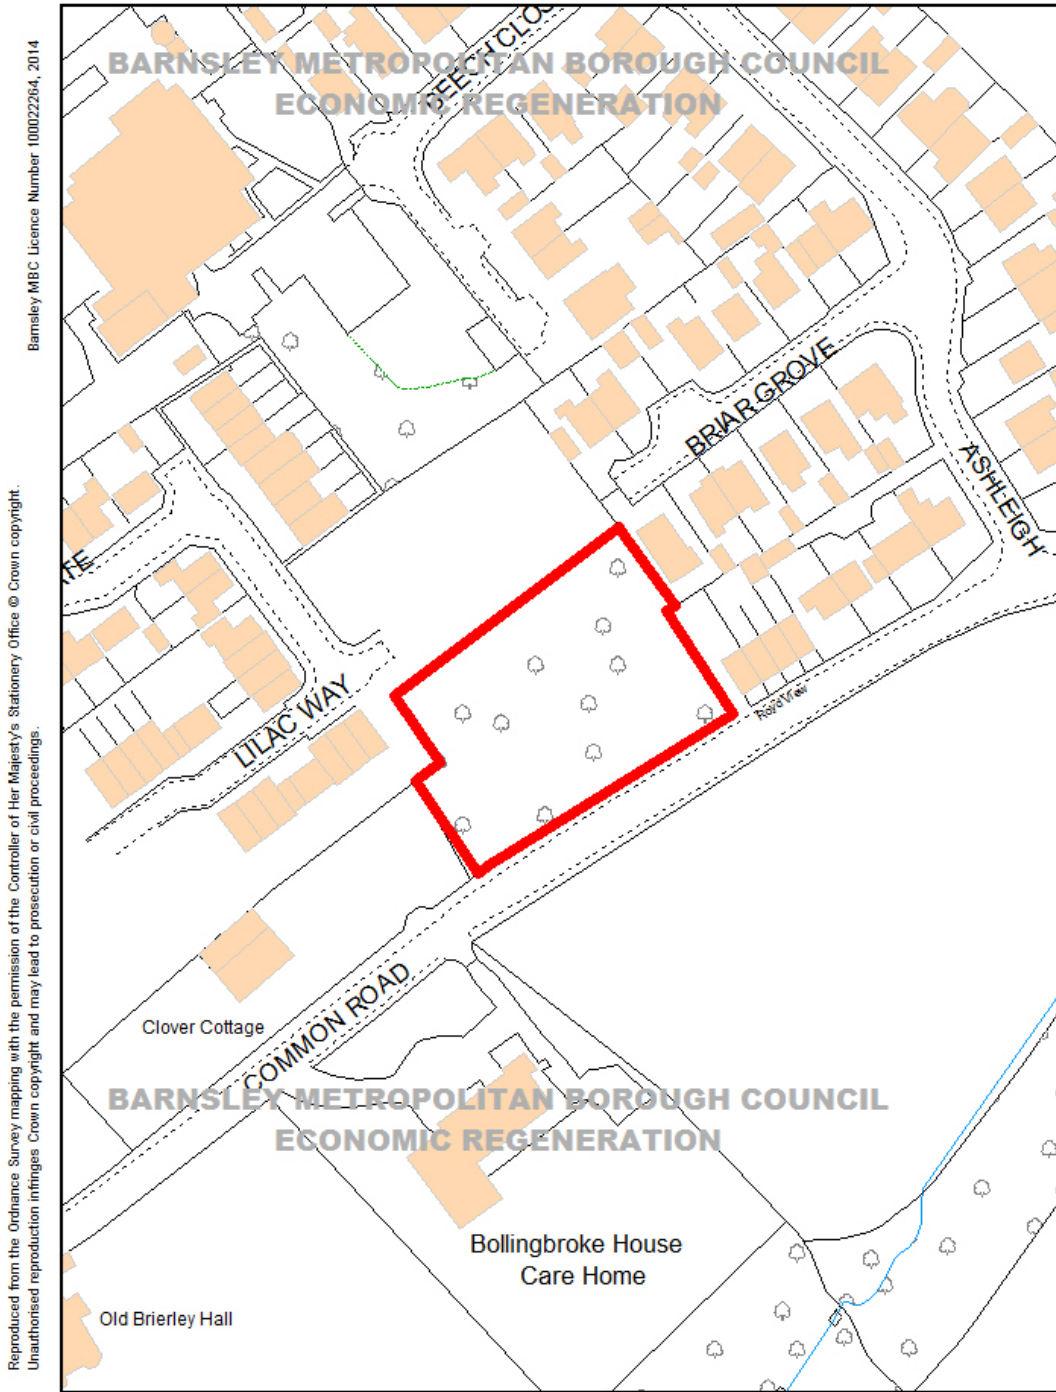 BARNSLEY METROPOLITAN BOROUGH COUNCIL
ECONOMIC REGENERATION
BEECH CLOS
BRIAR GROVE
ASHLEIGH
LILAC WAY
Royd View
Clover Cottage
COMMON ROAD
BARNSLEY METROPOLITAN BOROUGH COUNCIL
ECONOMIC REGENERATION
Bollingbroke House
Care Home
Old Brierley Hall
Barnsley MBC Licence Number 100022264, 2014
Reproduced from the Ordnance Survey mapping with the permission of the Controller of Her Majesty's Stationery Office © Crown copyright.
Unauthorised reproduction infringes Crown copyright and may lead to prosecution or civil proceedings.